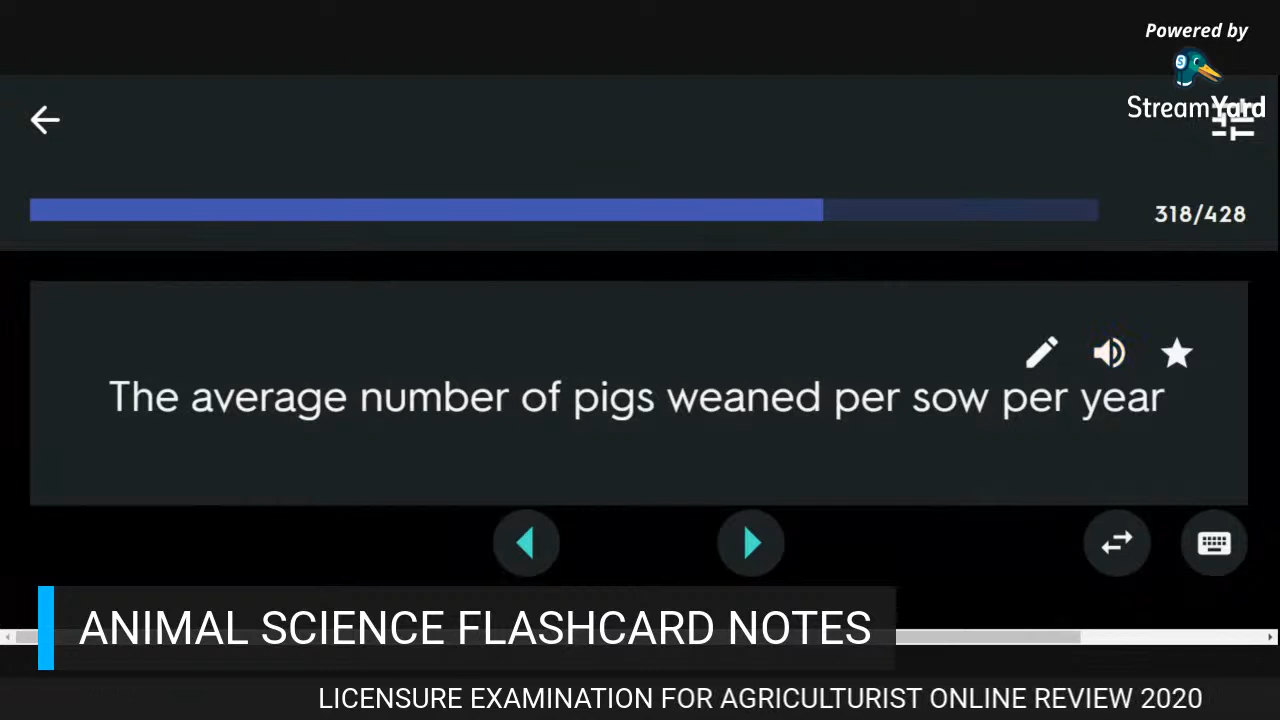 Powered by
StreamYard
318/428
The average number of pigs weaned per sow per year
ANIMAL SCIENCE FLASHCARD NOTES
LICENSURE EXAMINATION FOR AGRICULTURIST ONLINE REVIEW 2020